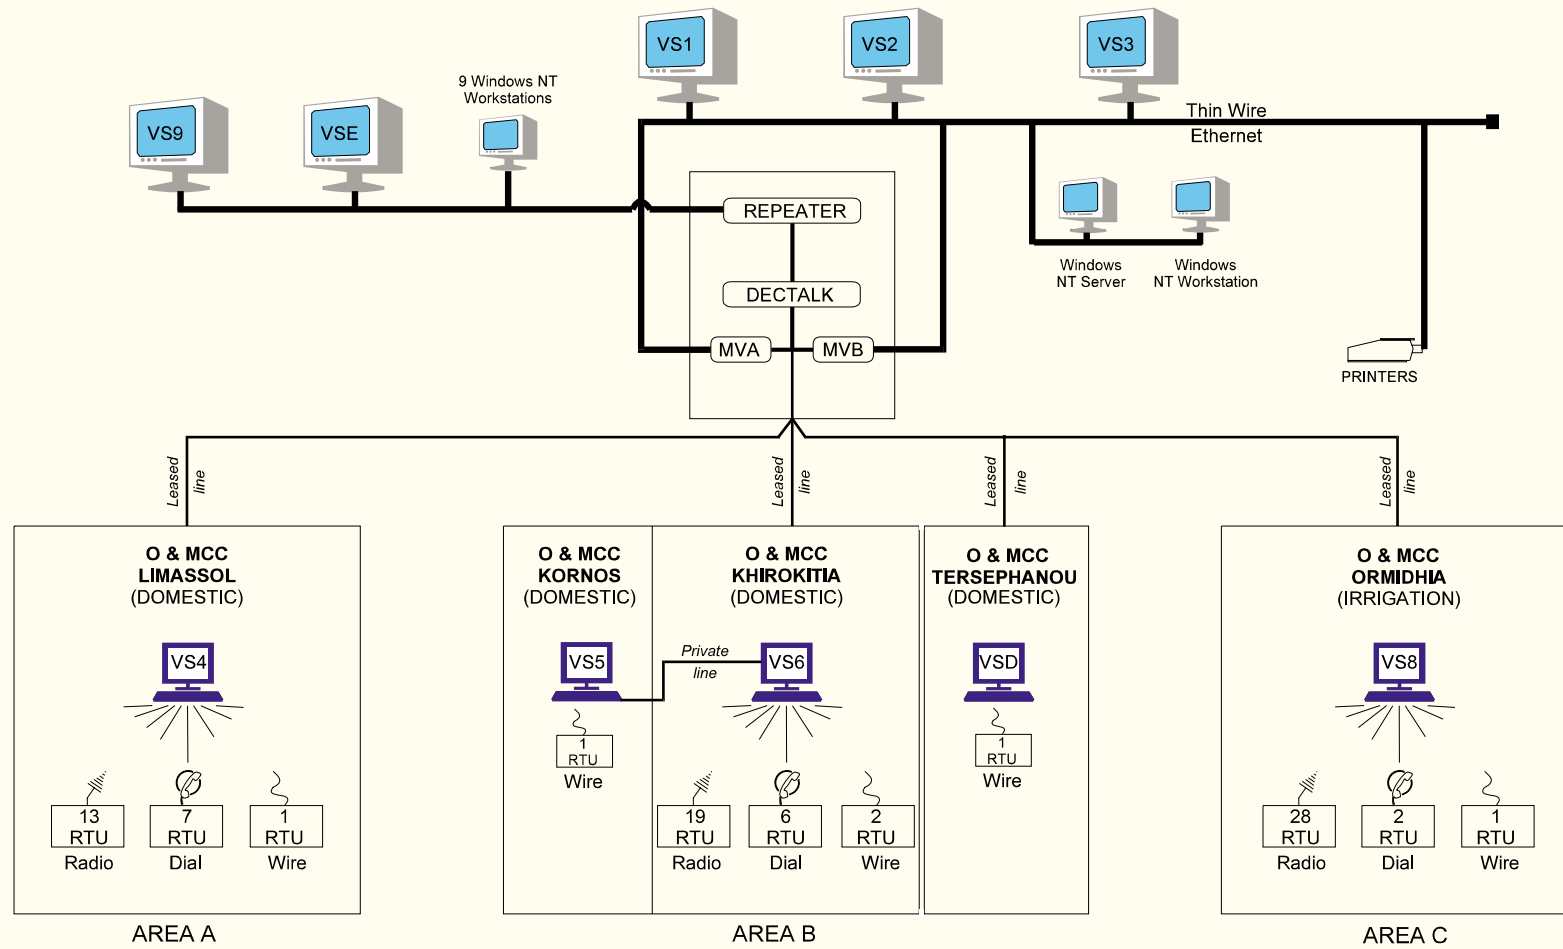 VS1
VS2
VS3
9 Windows NT
Workstations
Thin Wire
Ethernet
VS9
VSE
REPEATER
DECTALK
MVA
MVB
Windows
NT Server
Windows
NT Workstation
PRINTERS
Leased
line
Leased
line
Leased
line
Leased
line
O & MCC
LIMASSOL
(DOMESTIC)
VS4
13
RTU
Radio
7
RTU
Dial
1
RTU
Wire
AREA A
O & MCC
KORNOS
(DOMESTIC)
VS5
1
RTU
Wire
Private
line
O & MCC
KHIROKITIA
(DOMESTIC)
VS6
19
RTU
Radio
6
RTU
Dial
2
RTU
Wire
O & MCC
TERSEPHANOU
(DOMESTIC)
VSD
1
RTU
Wire
AREA B
O & MCC
ORMIDHIA
(IRRIGATION)
VS8
28
RTU
Radio
2
RTU
Dial
1
RTU
Wire
AREA C